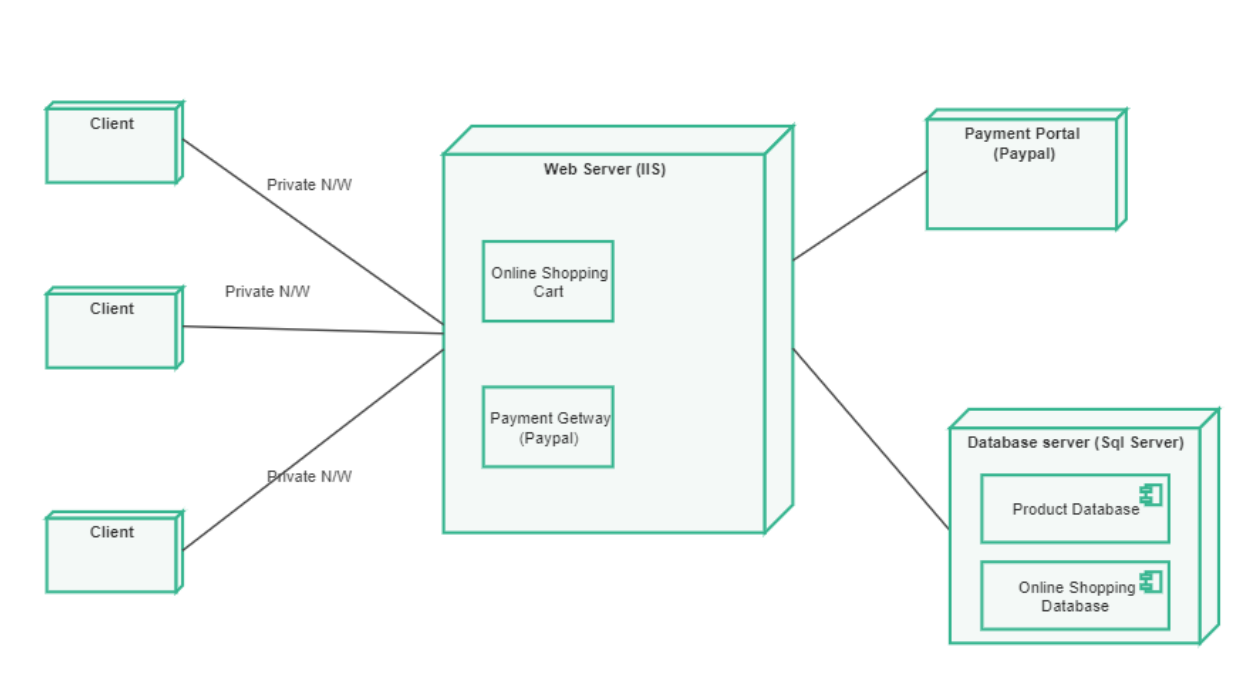 Client
Private N/W
Client
Private N/W
Client
Private N/W
Web Server (IIS)
Online Shopping
Cart
Payment Getway
(Paypal)
Payment Portal
(Paypal)
Database server (Sql Server)
Product Database
Online Shopping
Database